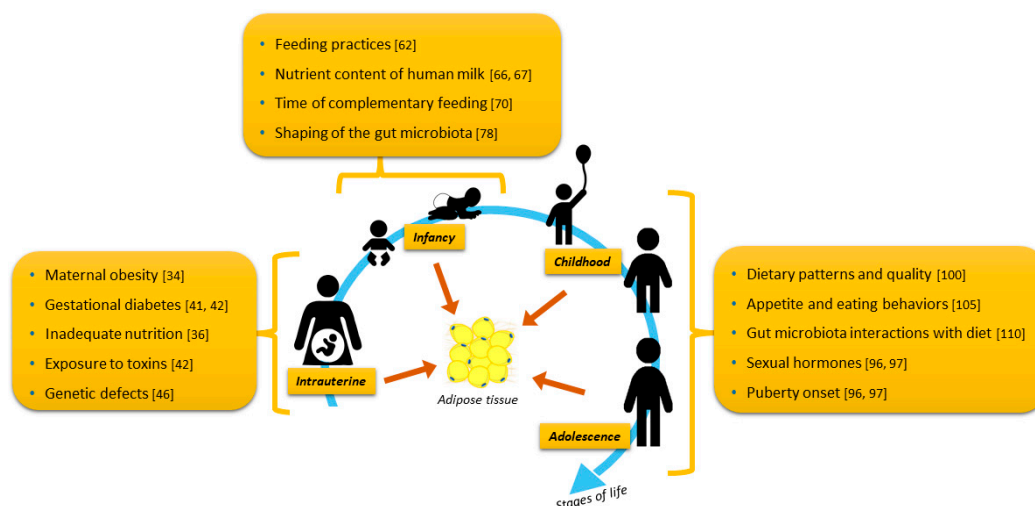 • Feeding practices [62]
• Nutrient content of human milk [66, 67]
• Time of complementary feeding [70]
• Shaping of the gut microbiota [78]
Infancy
Childhood
• Maternal obesity [34]
• Gestational diabetes [41, 42]
• Inadequate nutrition [36]
• Exposure to toxins [42]
• Genetic defects [46]
• Dietary patterns and quality [100]
• Appetite and eating behaviors [105]
• Gut microbiota interactions with diet [110]
• Sexual hormones [96, 97]
• Puberty onset [96, 97]
Intrauterine
Adipose tissue
Adolescence
Stages of life